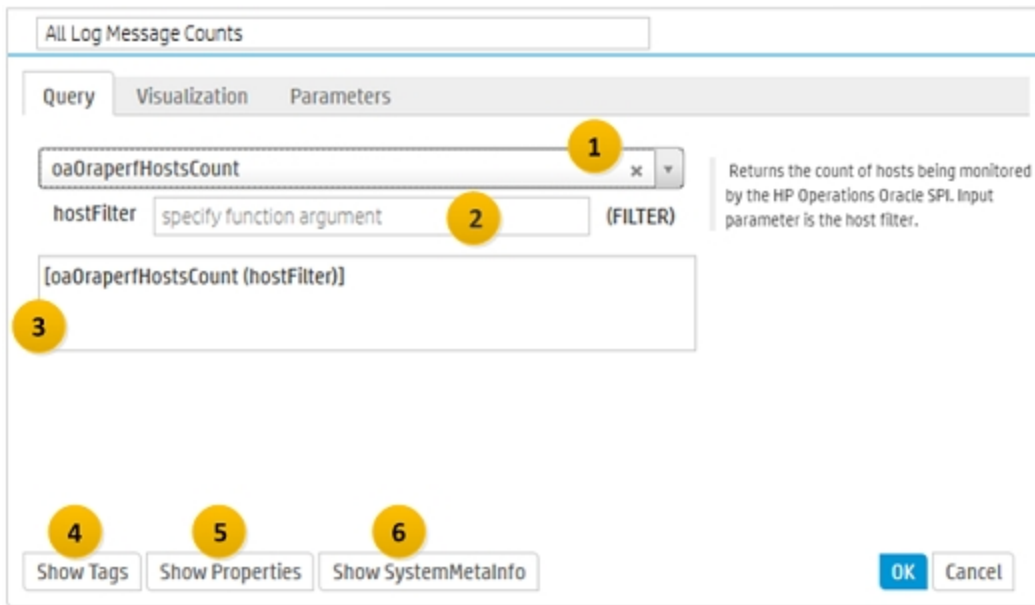 All Log Message Counts
Query Visualization Parameters
1
oaOraperfHostsCount
Returns the count of hosts being monitored
by the HP Operations Oracle SPI. Input
parameter is the host filter.
hostFilter specify function argument 2 (FILTER)
[oaOraperfHostsCount (hostFilter)]
3
4 5 6
Show Tags Show Properties Show SystemMetaInfo OK Cancel